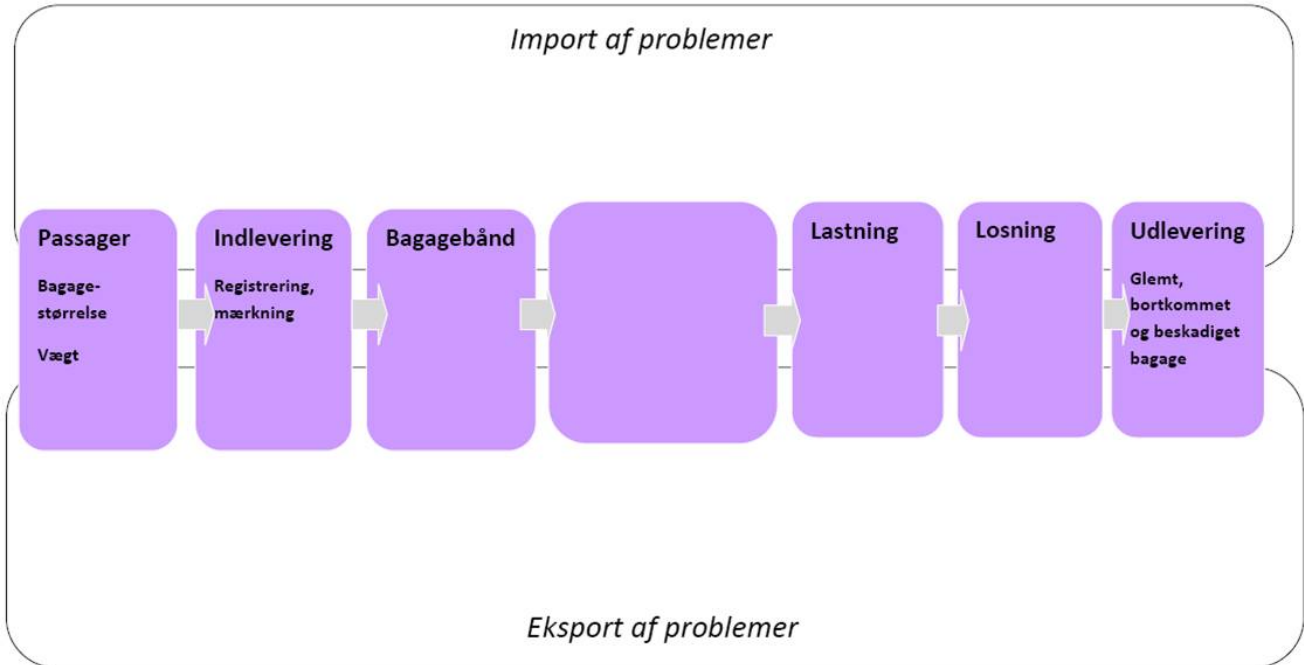 Import af problemer
Passager
Bagage-
størrelse
Vægt
Indlevering
Registrering,
mærkning
Bagagebånd
Lastning
Losning
Udlevering
Glemt,
bortkommet
og beskadiget
bagage
Eksport af problemer